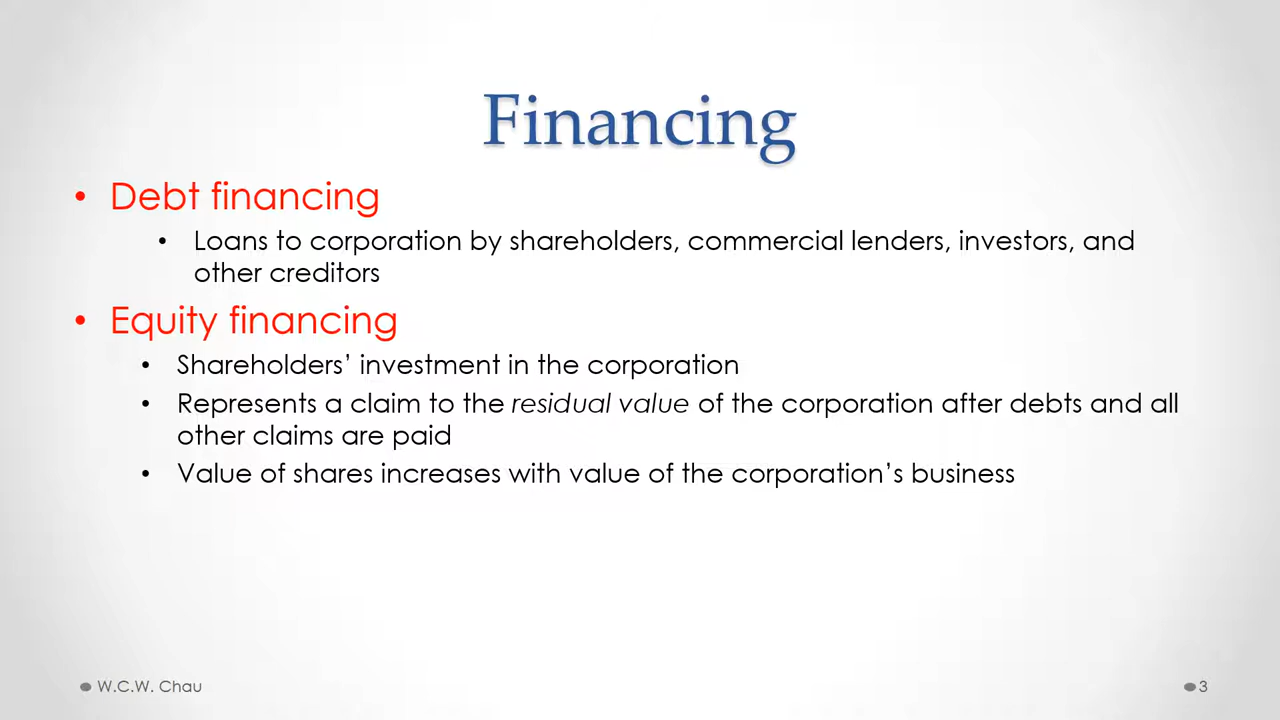 Financing
• Debt financing
• Loans to corporation by shareholders, commercial lenders, investors, and
other creditors
• Equity financing
• Shareholders’ investment in the corporation
• Represents a claim to the residual value of the corporation after debts and all
other claims are paid
• Value of shares increases with value of the corporation’s business
W.C.W. Chau
3